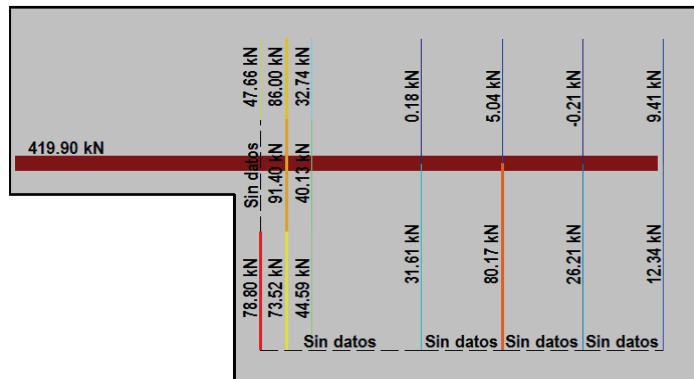 47.66 kN
86.00 kN
32.74 kN
0.18 kN
5.04 kN
-0.21 kN
9.41 kN
419.90 kN
Sin datos
91.40 kN
40.13 kN
78.80 kN
73.52 kN
44.59 kN
31.61 kN
80.17 kN
26.21 kN
12.34 kN
Sin datos
Sin datos
Sin datos
Sin datos